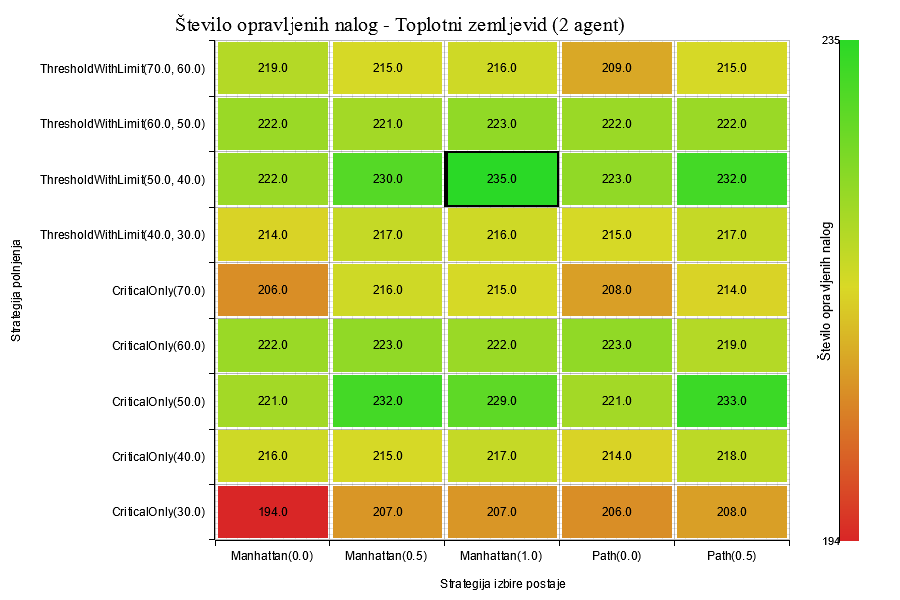 Število opravljenih nalog - Toplotni zemljevid (2 agent)
ThresholdWithLimit(70.0, 60.0) 219.0 215.0 216.0 209.0 215.0
ThresholdWithLimit(60.0, 50.0) 222.0 221.0 223.0 222.0 222.0
ThresholdWithLimit(50.0, 40.0) 222.0 230.0 235.0 223.0 232.0
ThresholdWithLimit(40.0, 30.0) 214.0 217.0 216.0 215.0 217.0
CriticalOnly(70.0) 206.0 216.0 215.0 208.0 214.0
CriticalOnly(60.0) 222.0 223.0 222.0 223.0 219.0
CriticalOnly(50.0) 221.0 232.0 229.0 221.0 233.0
CriticalOnly(40.0) 216.0 215.0 217.0 214.0 218.0
CriticalOnly(30.0) 194.0 207.0 207.0 206.0 208.0
Manhattan(0.0) Manhattan(0.5) Manhattan(1.0) Path(0.0) Path(0.5)
Strategija izbire postaje
Strategija polnjenja
235
Število opravljenih nalog
194